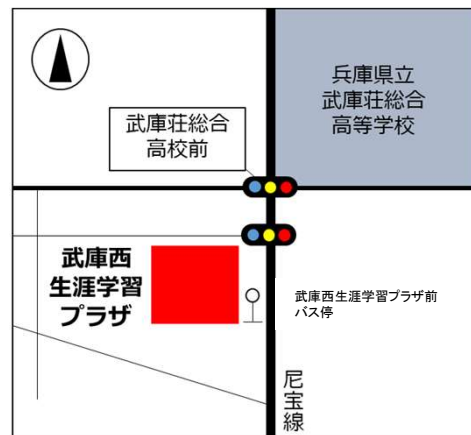 兵庫県立
武庫荘総合
高等学校
武庫荘総合
高校前
武庫西
生涯学習
プラザ
武庫西生涯学習プラザ前
バス停
尼宝線